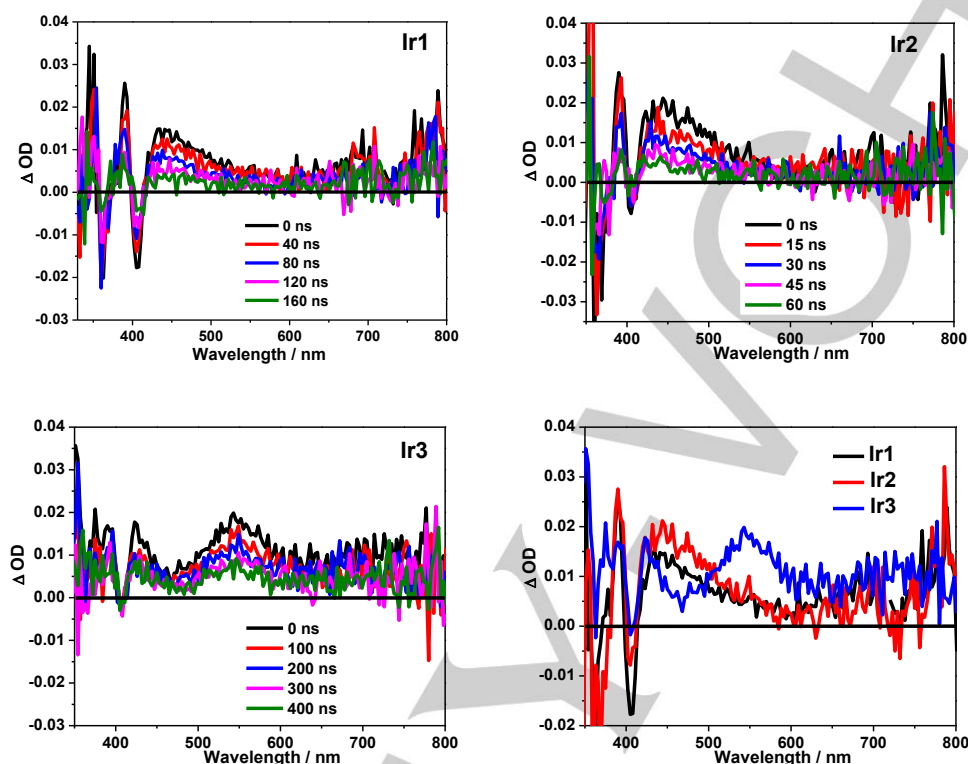 Ir1
Δ OD
0.04
0.03
0.02
0.01
0.00
-0.01
-0.02
-0.03
0 ns
40 ns
80 ns
120 ns
160 ns
400 500 600 700 800
Wavelength / nm
Ir2
Δ OD
0.04
0.03
0.02
0.01
0.00
-0.01
-0.02
-0.03
0 ns
15 ns
30 ns
45 ns
60 ns
400 500 600 700 800
Wavelength / nm
Ir3
Δ OD
0.04
0.03
0.02
0.01
0.00
-0.01
-0.02
-0.03
0 ns
100 ns
200 ns
300 ns
400 ns
400 500 600 700 800
Wavelength / nm
Δ OD
0.04
0.03
0.02
0.01
0.00
-0.01
-0.02
Ir1
Ir2
Ir3
400 500 600 700 800
Wavelength / nm